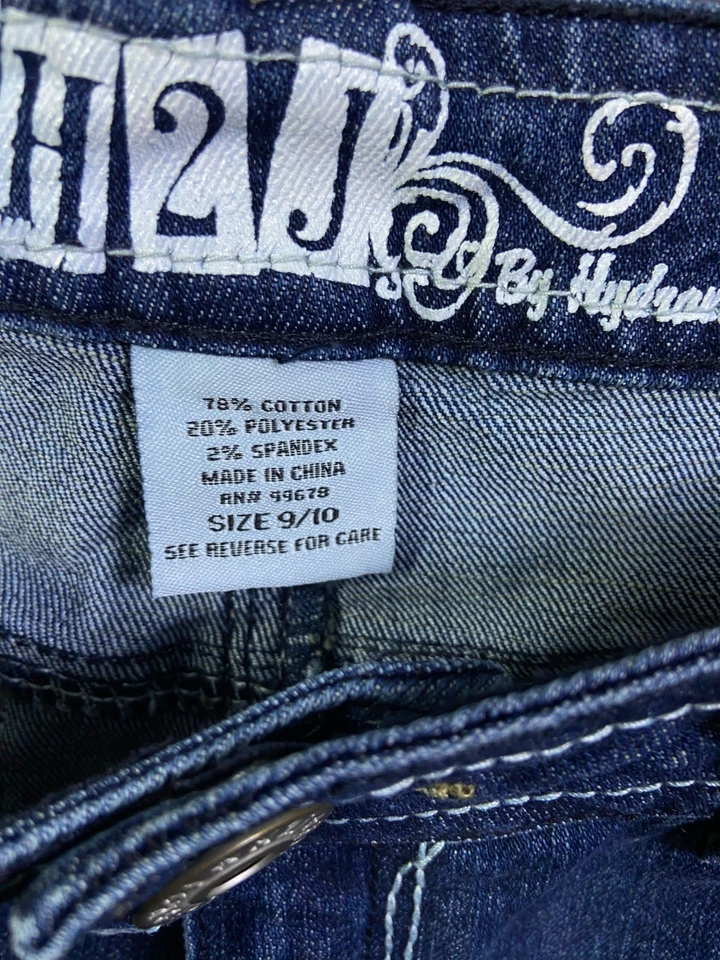 H2J
By Hydrau
78% COTTON
20% POLYESTER
2% SPANDEX
MADE IN CHINA
RN# 99678
SIZE 9/10
SEE REVERSE FOR CARE